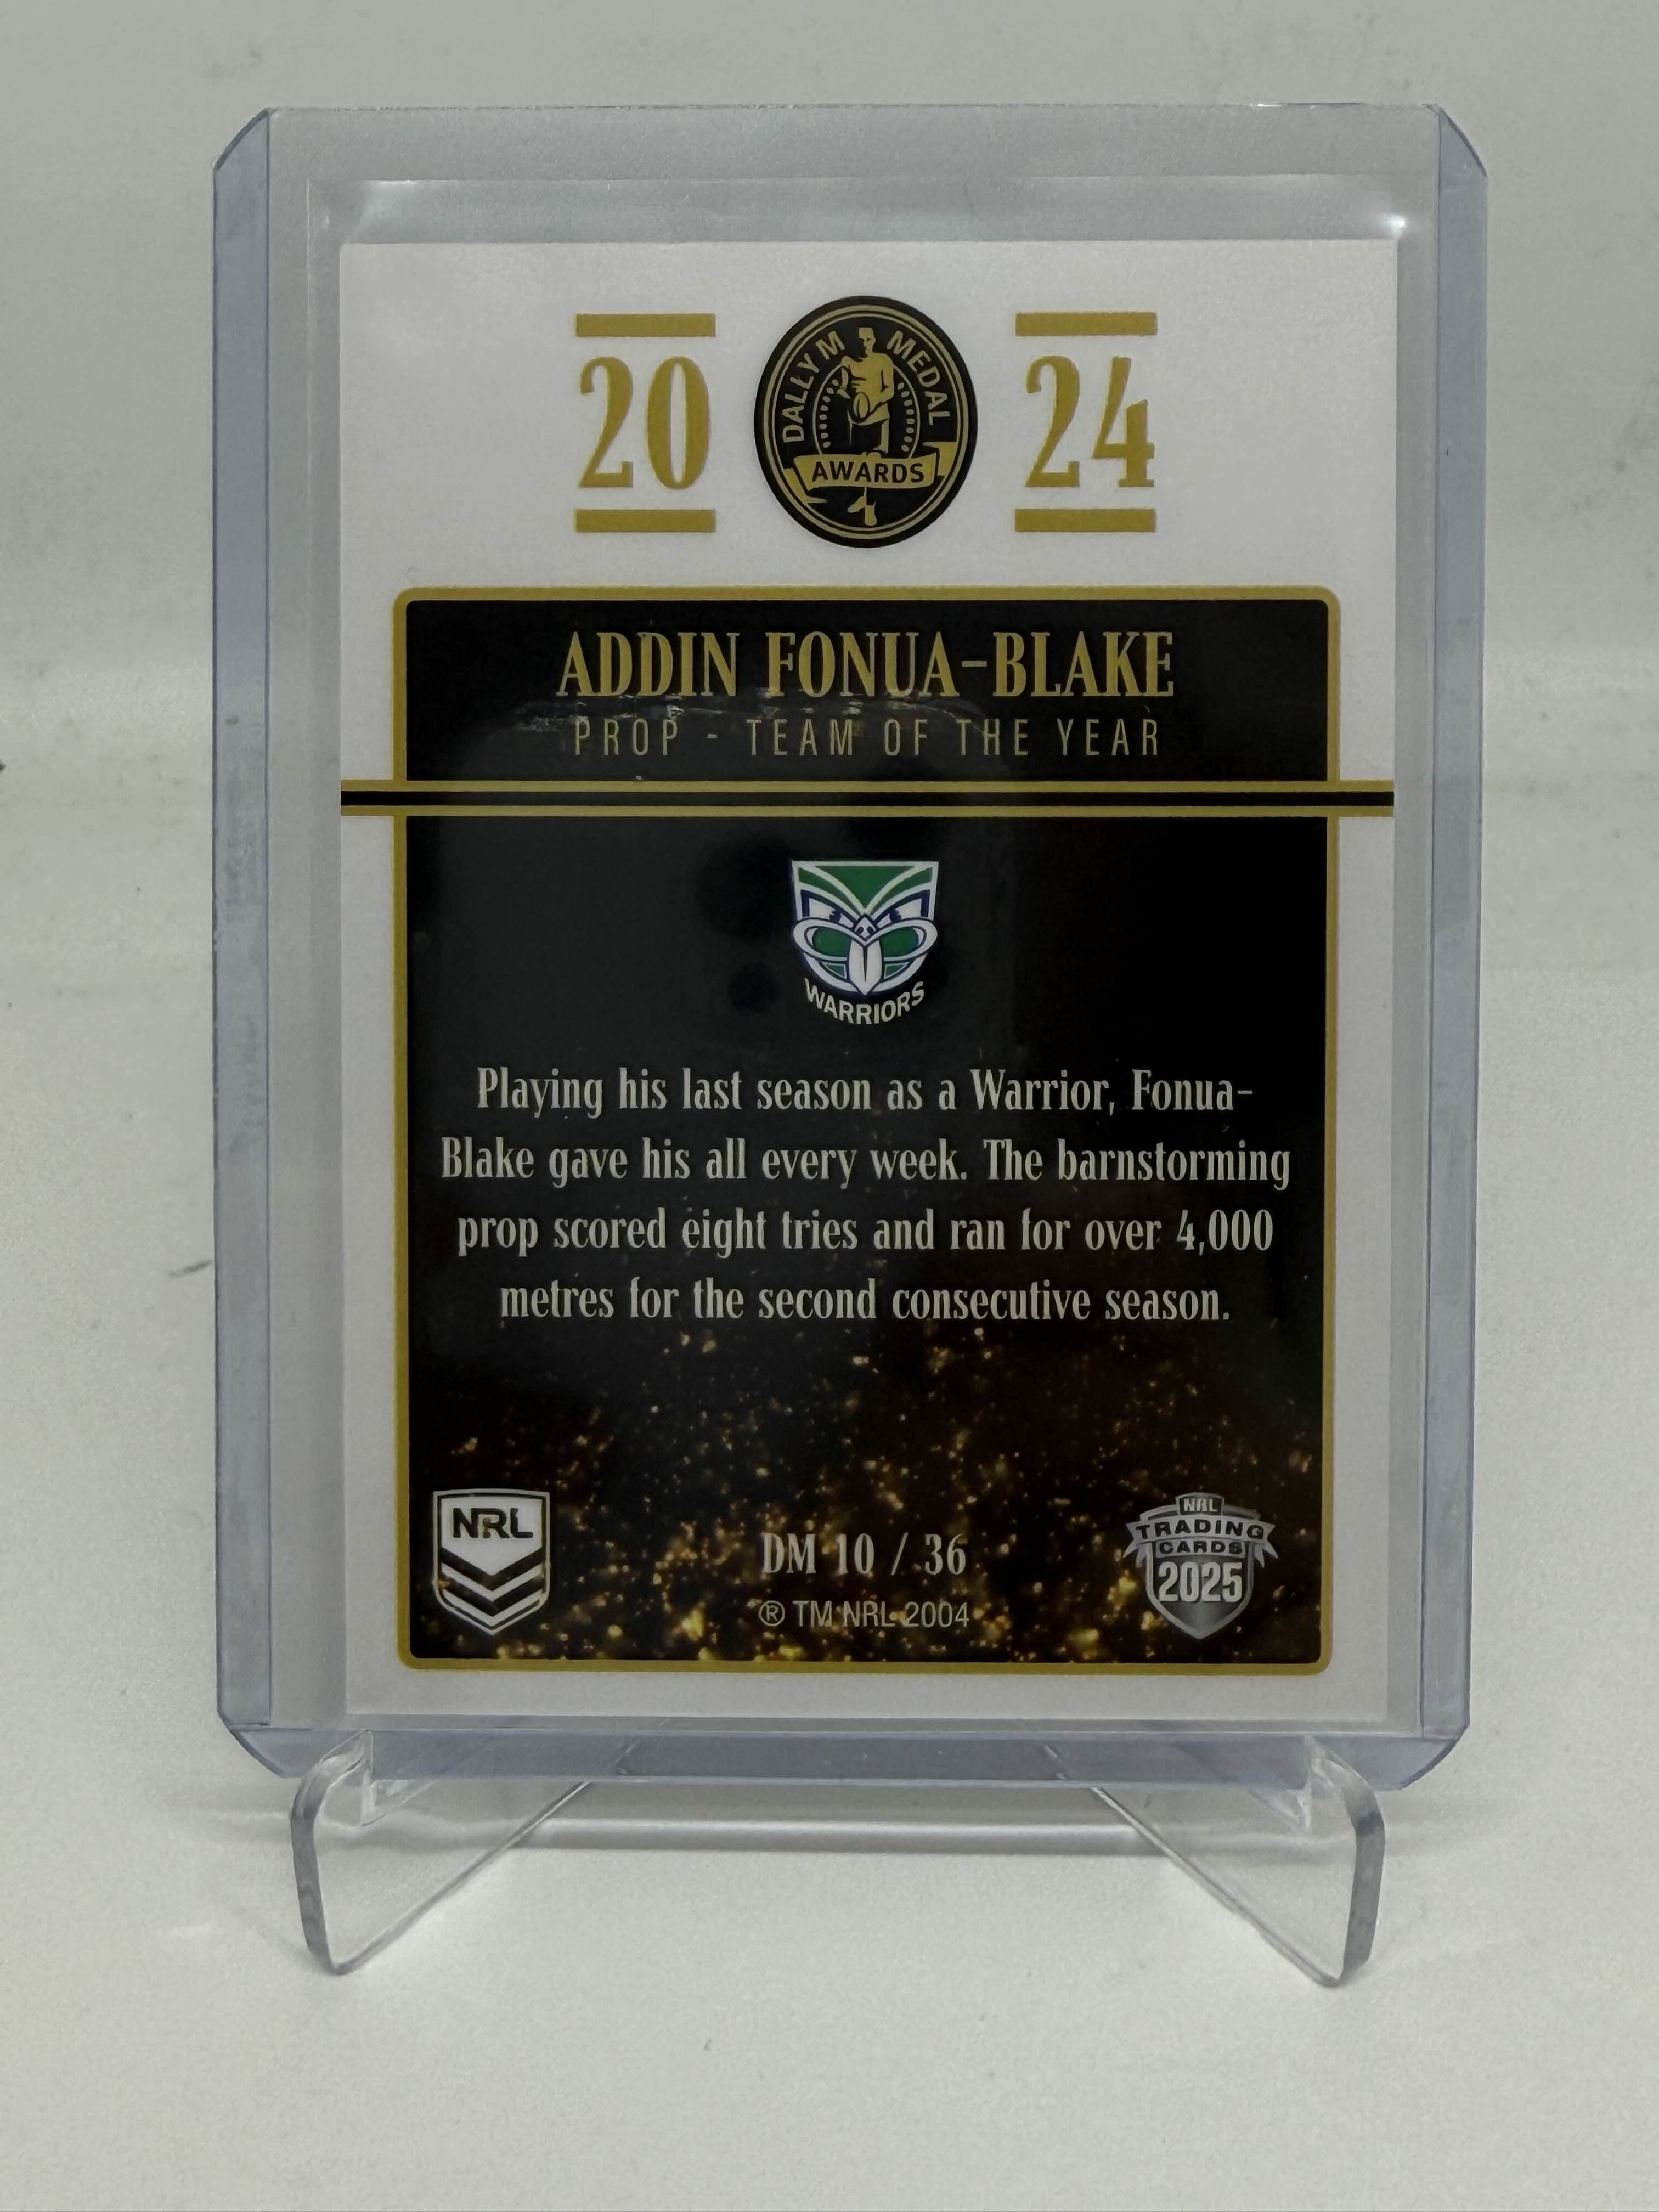 20 24
DALLY M MEDAL
AWARDS
ADDIN FONUA-BLAKE
PROP - TEAM OF THE YEAR
WARRIORS
Playing his last season as a Warrior, Fonua-
Blake gave his all every week. The barnstorming
prop scored eight tries and ran for over 4,000
metres for the second consecutive season.
NRL
DM 10 / 36
® TM NRL 2004
NRL
TRADING
CARDS
2025